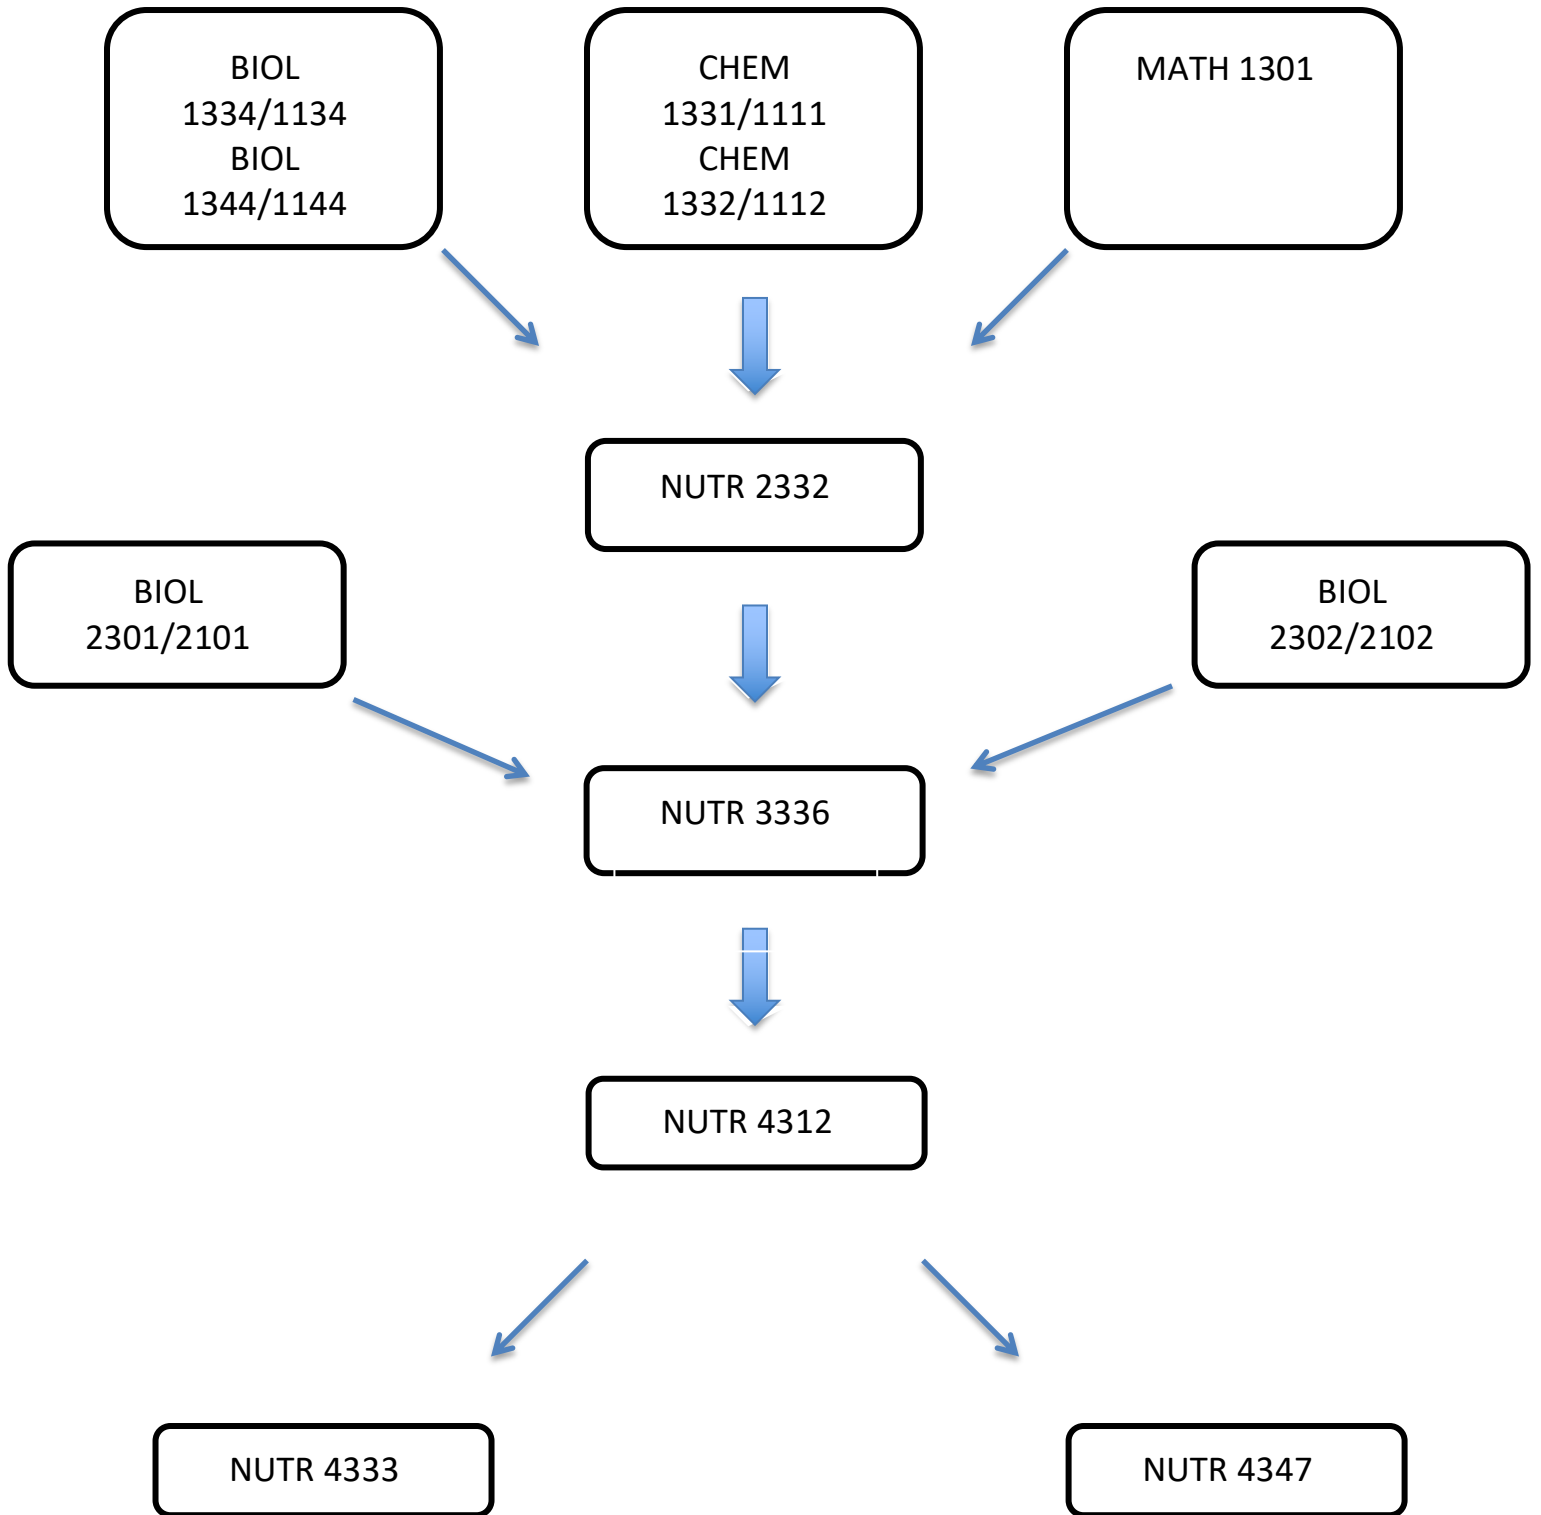 BIOL
1334/1134
BIOL
1344/1144
CHEM
1331/1111
CHEM
1332/1112
MATH 1301
NUTR 2332
BIOL
2301/2101
BIOL
2302/2102
NUTR 3336
NUTR 4312
NUTR 4333
NUTR 4347